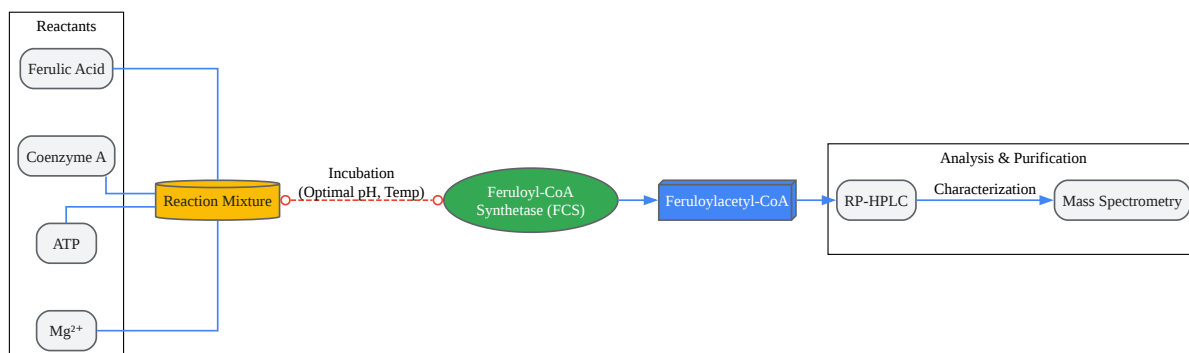 Reactants
Ferulic Acid
Coenzyme A
ATP
Mg²⁺
Reaction Mixture
Incubation
(Optimal pH, Temp)
Feruloyl-CoA
Synthetase (FCS)
Feruloylacetyl-CoA
Analysis & Purification
RP-HPLC
Characterization
Mass Spectrometry